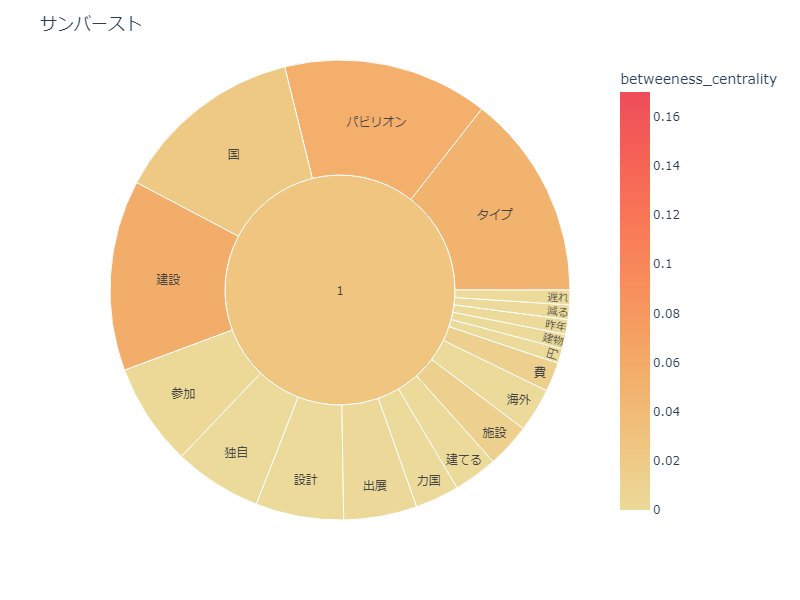 サンバースト
betweeness_centrality
0.16
0.14
0.12
0.1
0.08
0.06
0.04
0.02
0
1
タイプ
パビリオン
国
建設
参加
独自
設計
出展
カ国
建てる
施設
海外
費
建物
昨年
減る
遅れ